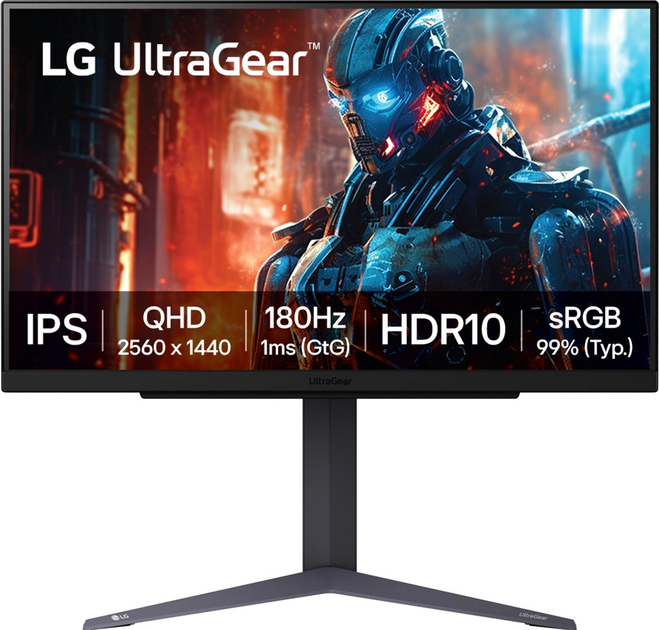 LG UltraGear™
IPS
QHD
2560 x 1440
180Hz
1ms (GtG)
HDR10
sRGB
99% (Typ.)
UltraGear
LG
UltraGear